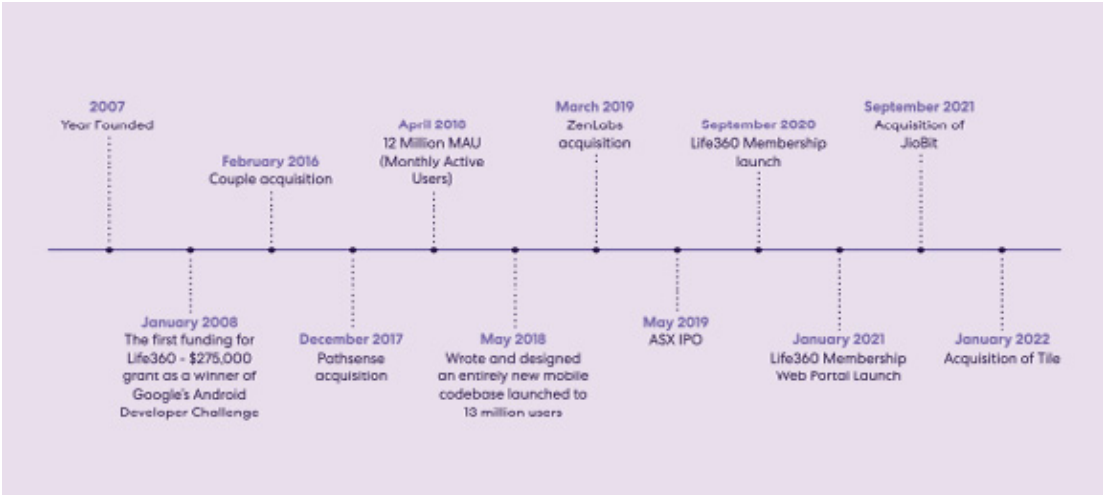 2007
Year Founded
January 2008
The first funding for
Life360 - $275,000
grant as a winner of
Google's Android
Developer Challenge
February 2016
Couple acquisition
December 2017
Pathsense
acquisition
April 2018
12 Million MAU
(Monthly Active
Users)
May 2018
Wrote and designed
an entirely new mobile
codebase launched to
13 million users
March 2019
ZenLabs
acquisition
May 2019
ASX IPO
September 2020
Life360 Membership
launch
January 2021
Life360 Membership
Web Portal Launch
September 2021
Acquisition of
JioBit
January 2022
Acquisition of Tile